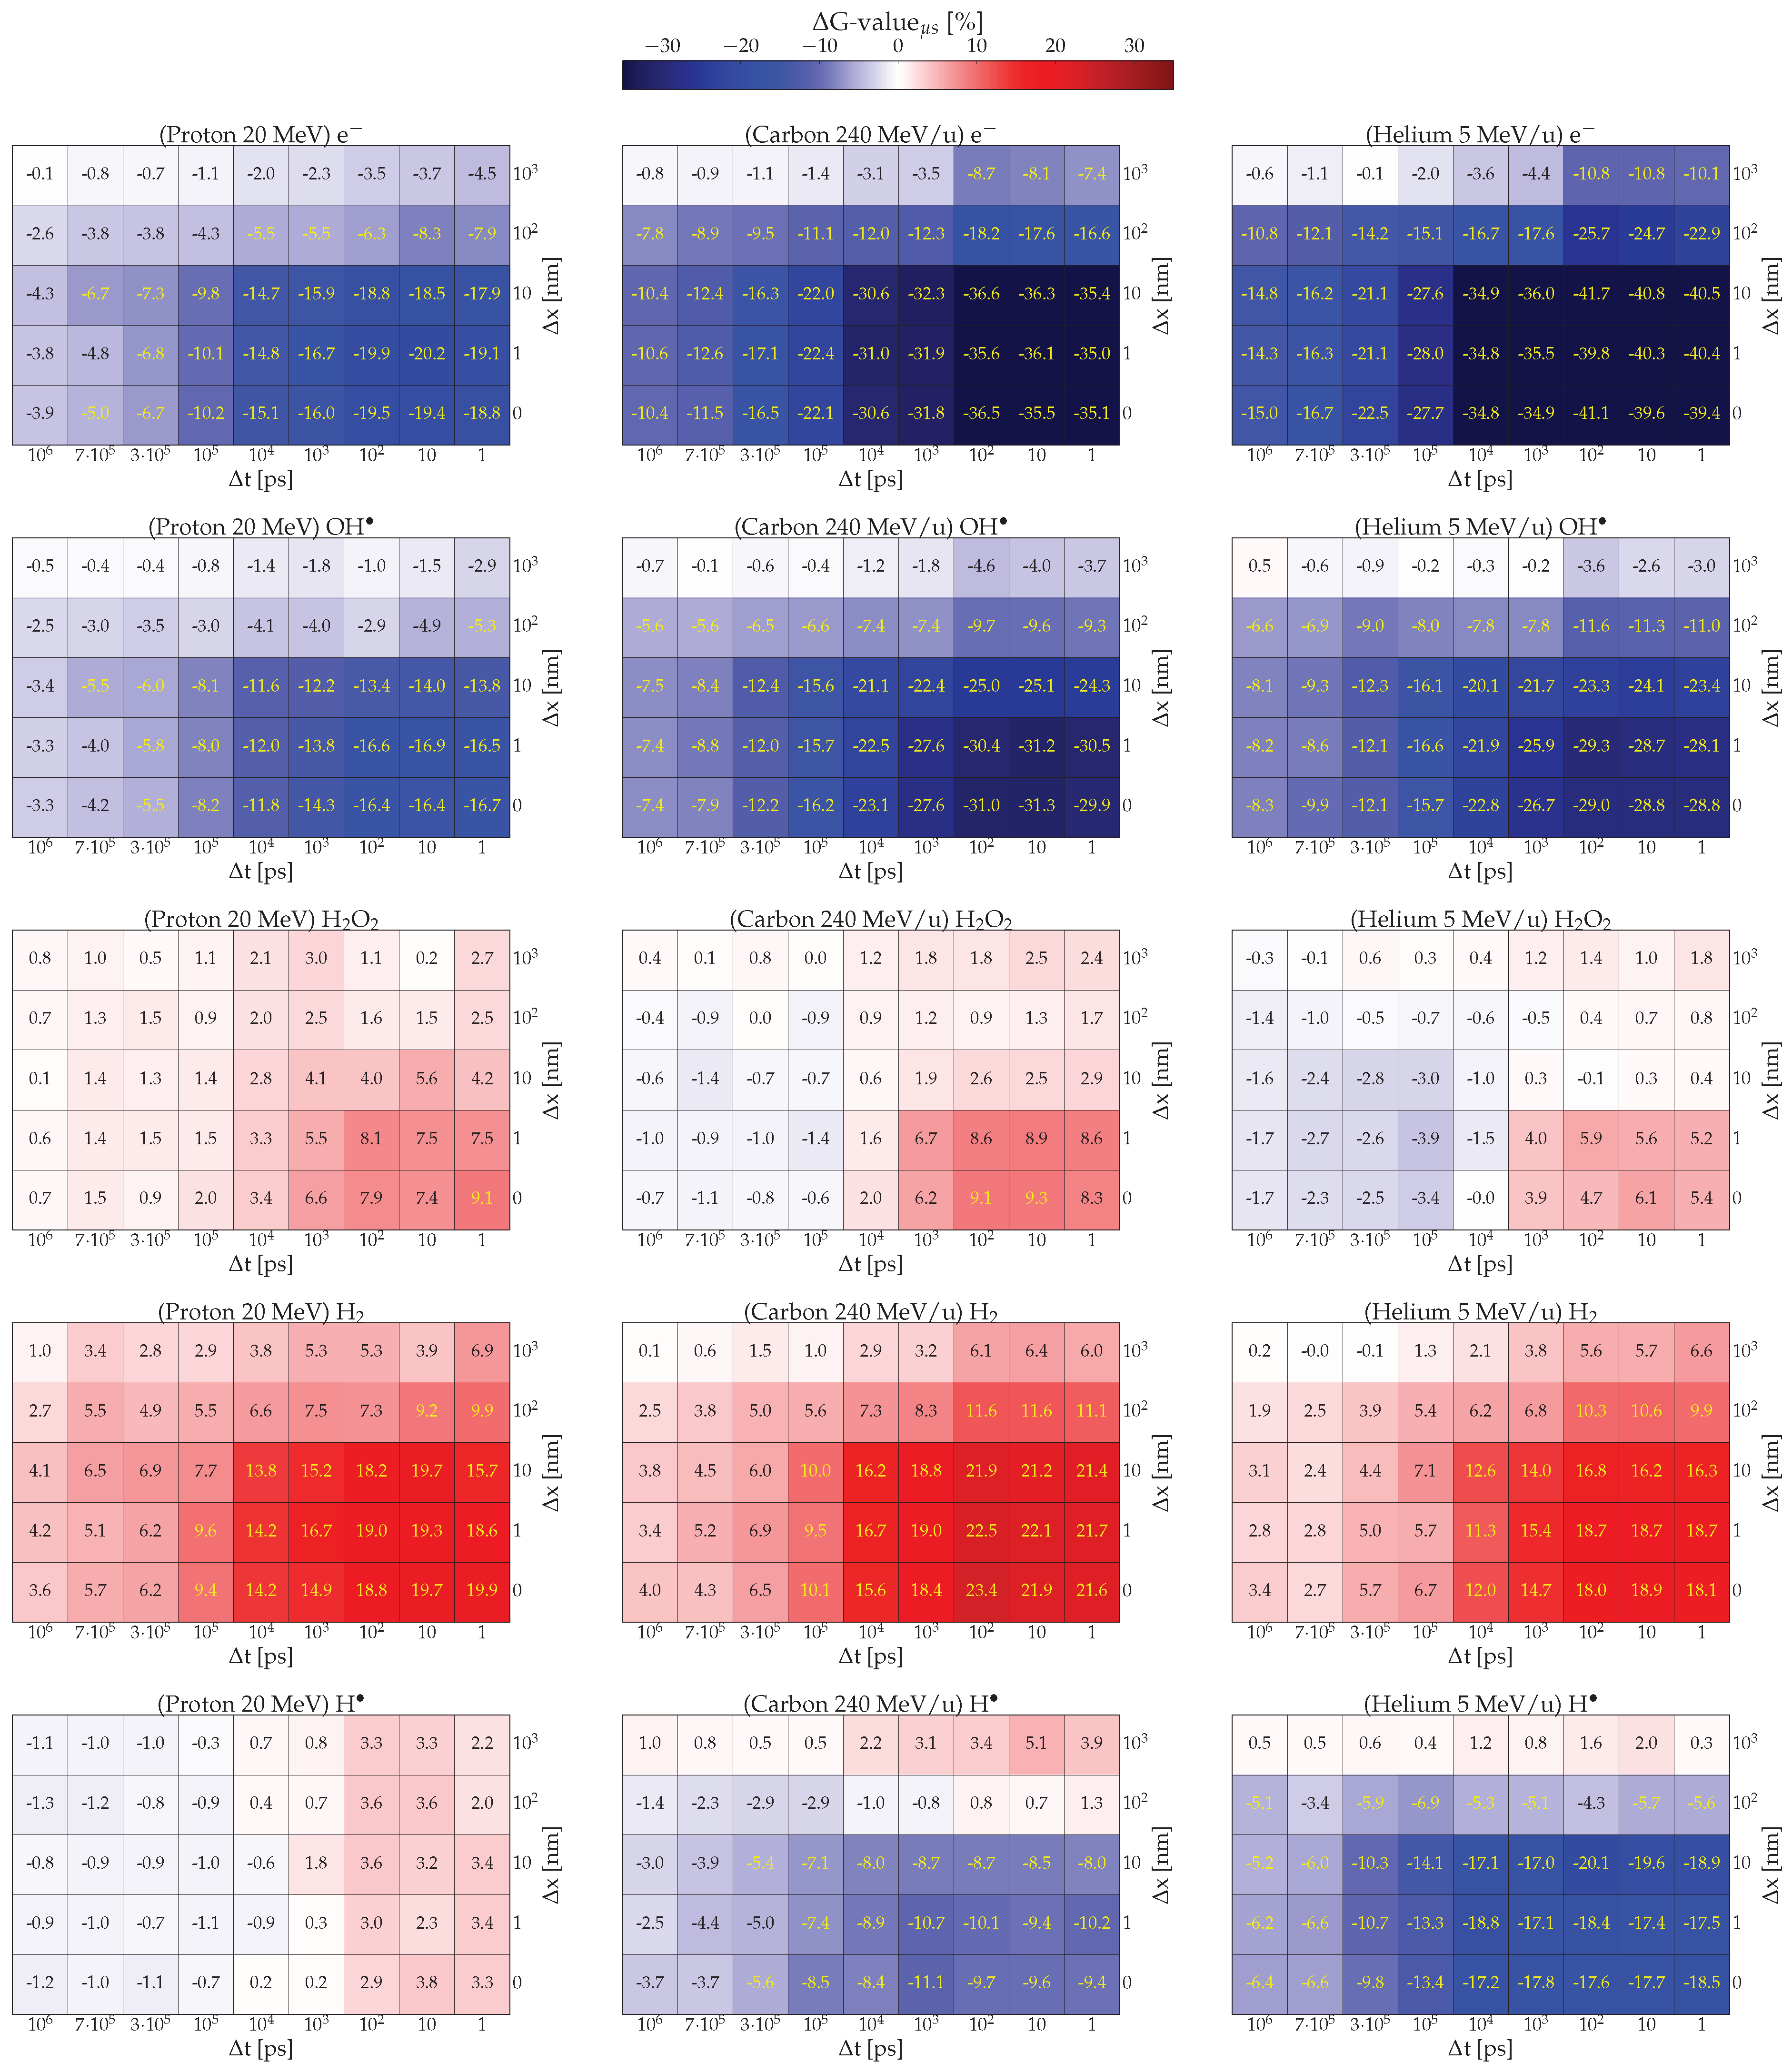 ΔG-value_μs [%]
−30 −20 −10 0 10 20 30
(Proton 20 MeV) e⁻ (Carbon 240 MeV/u) e⁻ (Helium 5 MeV/u) e⁻
-0.1 -0.8 -0.7 -1.1 -2.0 -2.3 -3.5 -3.7 -4.5 10³ -0.8 -0.9 -1.1 -1.4 -3.1 -3.5 -8.7 -8.1 -7.4 10³ -0.6 -1.1 -0.1 -2.0 -3.6 -4.4 -10.8 -10.8 -10.1 10³
-2.6 -3.8 -3.8 -4.3 -5.5 -5.5 -6.3 -8.3 -7.9 10² -7.8 -8.9 -9.5 -11.1 -12.0 -12.3 -18.2 -17.6 -16.6 10² -10.8 -12.1 -14.2 -15.1 -16.7 -17.6 -25.7 -24.7 -22.9 10²
-4.3 -6.7 -7.3 -9.8 -14.7 -15.9 -18.8 -18.5 -17.9 10 Δx [nm] -10.4 -12.4 -16.3 -22.0 -30.6 -32.3 -36.6 -36.3 -35.4 10 Δx [nm] -14.8 -16.2 -21.1 -27.6 -34.9 -36.0 -41.7 -40.8 -40.5 10 Δx [nm]
-3.8 -4.8 -6.8 -10.1 -14.8 -16.7 -19.9 -20.2 -19.1 1 -10.6 -12.6 -17.1 -22.4 -31.0 -31.9 -35.6 -36.1 -35.0 1 -14.3 -16.3 -21.1 -28.0 -34.8 -35.5 -39.8 -40.3 -40.4 1
-3.9 -5.0 -6.7 -10.2 -15.1 -16.0 -19.5 -19.4 -18.8 0 -10.4 -11.5 -16.5 -22.1 -30.6 -31.8 -36.5 -35.5 -35.1 0 -15.0 -16.7 -22.5 -27.7 -34.8 -34.9 -41.1 -39.6 -39.4 0
10⁶ 7·10⁵ 3·10⁵ 10⁵ 10⁴ 10³ 10² 10 1 10⁶ 7·10⁵ 3·10⁵ 10⁵ 10⁴ 10³ 10² 10 1 10⁶ 7·10⁵ 3·10⁵ 10⁵ 10⁴ 10³ 10² 10 1
Δt [ps] Δt [ps] Δt [ps]
(Proton 20 MeV) OH• (Carbon 240 MeV/u) OH• (Helium 5 MeV/u) OH•
-0.5 -0.4 -0.4 -0.8 -1.4 -1.8 -1.0 -1.5 -2.9 10³ -0.7 -0.1 -0.6 -0.4 -1.2 -1.8 -4.6 -4.0 -3.7 10³ 0.5 -0.6 -0.9 -0.2 -0.3 -0.2 -3.6 -2.6 -3.0 10³
-2.5 -3.0 -3.5 -3.0 -4.1 -4.0 -2.9 -4.9 -5.3 10² -5.6 -5.6 -6.5 -6.6 -7.4 -7.4 -9.7 -9.6 -9.3 10² -6.6 -6.9 -9.0 -8.0 -7.8 -7.8 -11.6 -11.3 -11.0 10²
-3.4 -5.5 -6.0 -8.1 -11.6 -12.2 -13.4 -14.0 -13.8 10 Δx [nm] -7.5 -8.4 -12.4 -15.6 -21.1 -22.4 -25.0 -25.1 -24.3 10 Δx [nm] -8.1 -9.3 -12.3 -16.1 -20.1 -21.7 -23.3 -24.1 -23.4 10 Δx [nm]
-3.3 -4.0 -5.8 -8.0 -12.0 -13.8 -16.6 -16.9 -16.5 1 -7.4 -8.8 -12.0 -15.7 -22.5 -27.6 -30.4 -31.2 -30.5 1 -8.2 -8.6 -12.1 -16.6 -21.9 -25.9 -29.3 -28.7 -28.1 1
-3.3 -4.2 -5.5 -8.2 -11.8 -14.3 -16.4 -16.4 -16.7 0 -7.4 -7.9 -12.2 -16.2 -23.1 -27.6 -31.0 -31.3 -29.9 0 -8.3 -9.9 -12.1 -15.7 -22.8 -26.7 -29.0 -28.8 -28.8 0
10⁶ 7·10⁵ 3·10⁵ 10⁵ 10⁴ 10³ 10² 10 1 10⁶ 7·10⁵ 3·10⁵ 10⁵ 10⁴ 10³ 10² 10 1 10⁶ 7·10⁵ 3·10⁵ 10⁵ 10⁴ 10³ 10² 10 1
Δt [ps] Δt [ps] Δt [ps]
(Proton 20 MeV) H₂O₂ (Carbon 240 MeV/u) H₂O₂ (Helium 5 MeV/u) H₂O₂
0.8 1.0 0.5 1.1 2.1 3.0 1.1 0.2 2.7 10³ 0.4 0.1 0.8 0.0 1.2 1.8 1.8 2.5 2.4 10³ -0.3 -0.1 0.6 0.3 0.4 1.2 1.4 1.0 1.8 10³
0.7 1.3 1.5 0.9 2.0 2.5 1.6 1.5 2.5 10² -0.4 -0.9 0.0 -0.9 0.9 1.2 0.9 1.3 1.7 10² -1.4 -1.0 -0.5 -0.7 -0.6 -0.5 0.4 0.7 0.8 10²
0.1 1.4 1.3 1.4 2.8 4.1 4.0 5.6 4.2 10 Δx [nm] -0.6 -1.4 -0.7 -0.7 0.6 1.9 2.6 2.5 2.9 10 Δx [nm] -1.6 -2.4 -2.8 -3.0 -1.0 0.3 -0.1 0.3 0.4 10 Δx [nm]
0.6 1.4 1.5 1.5 3.3 5.5 8.1 7.5 7.5 1 -1.0 -0.9 -1.0 -1.4 1.6 6.7 8.6 8.9 8.6 1 -1.7 -2.7 -2.6 -3.9 -1.5 4.0 5.9 5.6 5.2 1
0.7 1.5 0.9 2.0 3.4 6.6 7.9 7.4 9.1 0 -0.7 -1.1 -0.8 -0.6 2.0 6.2 9.1 9.3 8.3 0 -1.7 -2.3 -2.5 -3.4 -0.0 3.9 4.7 6.1 5.4 0
10⁶ 7·10⁵ 3·10⁵ 10⁵ 10⁴ 10³ 10² 10 1 10⁶ 7·10⁵ 3·10⁵ 10⁵ 10⁴ 10³ 10² 10 1 10⁶ 7·10⁵ 3·10⁵ 10⁵ 10⁴ 10³ 10² 10 1
Δt [ps] Δt [ps] Δt [ps]
(Proton 20 MeV) H₂ (Carbon 240 MeV/u) H₂ (Helium 5 MeV/u) H₂
1.0 3.4 2.8 2.9 3.8 5.3 5.3 3.9 6.9 10³ 0.1 0.6 1.5 1.0 2.9 3.2 6.1 6.4 6.0 10³ 0.2 -0.0 -0.1 1.3 2.1 3.8 5.6 5.7 6.6 10³
2.7 5.5 4.9 5.5 6.6 7.5 7.3 9.2 9.9 10² 2.5 3.8 5.0 5.6 7.3 8.3 11.6 11.6 11.1 10² 1.9 2.5 3.9 5.4 6.2 6.8 10.3 10.6 9.9 10²
4.1 6.5 6.9 7.7 13.8 15.2 18.2 19.7 15.7 10 Δx [nm] 3.8 4.5 6.0 10.0 16.2 18.8 21.9 21.2 21.4 10 Δx [nm] 3.1 2.4 4.4 7.1 12.6 14.0 16.8 16.2 16.3 10 Δx [nm]
4.2 5.1 6.2 9.6 14.2 16.7 19.0 19.3 18.6 1 3.4 5.2 6.9 9.5 16.7 19.0 22.5 22.1 21.7 1 2.8 2.8 5.0 5.7 11.3 15.4 18.7 18.7 18.7 1
3.6 5.7 6.2 9.4 14.2 14.9 18.8 19.7 19.9 0 4.0 4.3 6.5 10.1 15.6 18.4 23.4 21.9 21.6 0 3.4 2.7 5.7 6.7 12.0 14.7 18.0 18.9 18.1 0
10⁶ 7·10⁵ 3·10⁵ 10⁵ 10⁴ 10³ 10² 10 1 10⁶ 7·10⁵ 3·10⁵ 10⁵ 10⁴ 10³ 10² 10 1 10⁶ 7·10⁵ 3·10⁵ 10⁵ 10⁴ 10³ 10² 10 1
Δt [ps] Δt [ps] Δt [ps]
(Proton 20 MeV) H• (Carbon 240 MeV/u) H• (Helium 5 MeV/u) H•
-1.1 -1.0 -1.0 -0.3 0.7 0.8 3.3 3.3 2.2 10³ 1.0 0.8 0.5 0.5 2.2 3.1 3.4 5.1 3.9 10³ 0.5 0.5 0.6 0.4 1.2 0.8 1.6 2.0 0.3 10³
-1.3 -1.2 -0.8 -0.9 0.4 0.7 3.6 3.6 2.0 10² -1.4 -2.3 -2.9 -2.9 -1.0 -0.8 0.8 0.7 1.3 10² -5.1 -3.4 -5.9 -6.9 -5.3 -5.1 -4.3 -5.7 -5.6 10²
-0.8 -0.9 -0.9 -1.0 -0.6 1.8 3.6 3.2 3.4 10 Δx [nm] -3.0 -3.9 -5.4 -7.1 -8.0 -8.7 -8.7 -8.5 -8.0 10 Δx [nm] -5.2 -6.0 -10.3 -14.1 -17.1 -17.0 -20.1 -19.6 -18.9 10 Δx [nm]
-0.9 -1.0 -0.7 -1.1 -0.9 0.3 3.0 2.3 3.4 1 -2.5 -4.4 -5.0 -7.4 -8.9 -10.7 -10.1 -9.4 -10.2 1 -6.2 -6.6 -10.7 -13.3 -18.8 -17.1 -18.4 -17.4 -17.5 1
-1.2 -1.0 -1.1 -0.7 0.2 0.2 2.9 3.8 3.3 0 -3.7 -3.7 -5.6 -8.5 -8.4 -11.1 -9.7 -9.6 -9.4 0 -6.4 -6.6 -9.8 -13.4 -17.2 -17.8 -17.6 -17.7 -18.5 0
10⁶ 7·10⁵ 3·10⁵ 10⁵ 10⁴ 10³ 10² 10 1 10⁶ 7·10⁵ 3·10⁵ 10⁵ 10⁴ 10³ 10² 10 1 10⁶ 7·10⁵ 3·10⁵ 10⁵ 10⁴ 10³ 10² 10 1
Δt [ps] Δt [ps] Δt [ps]